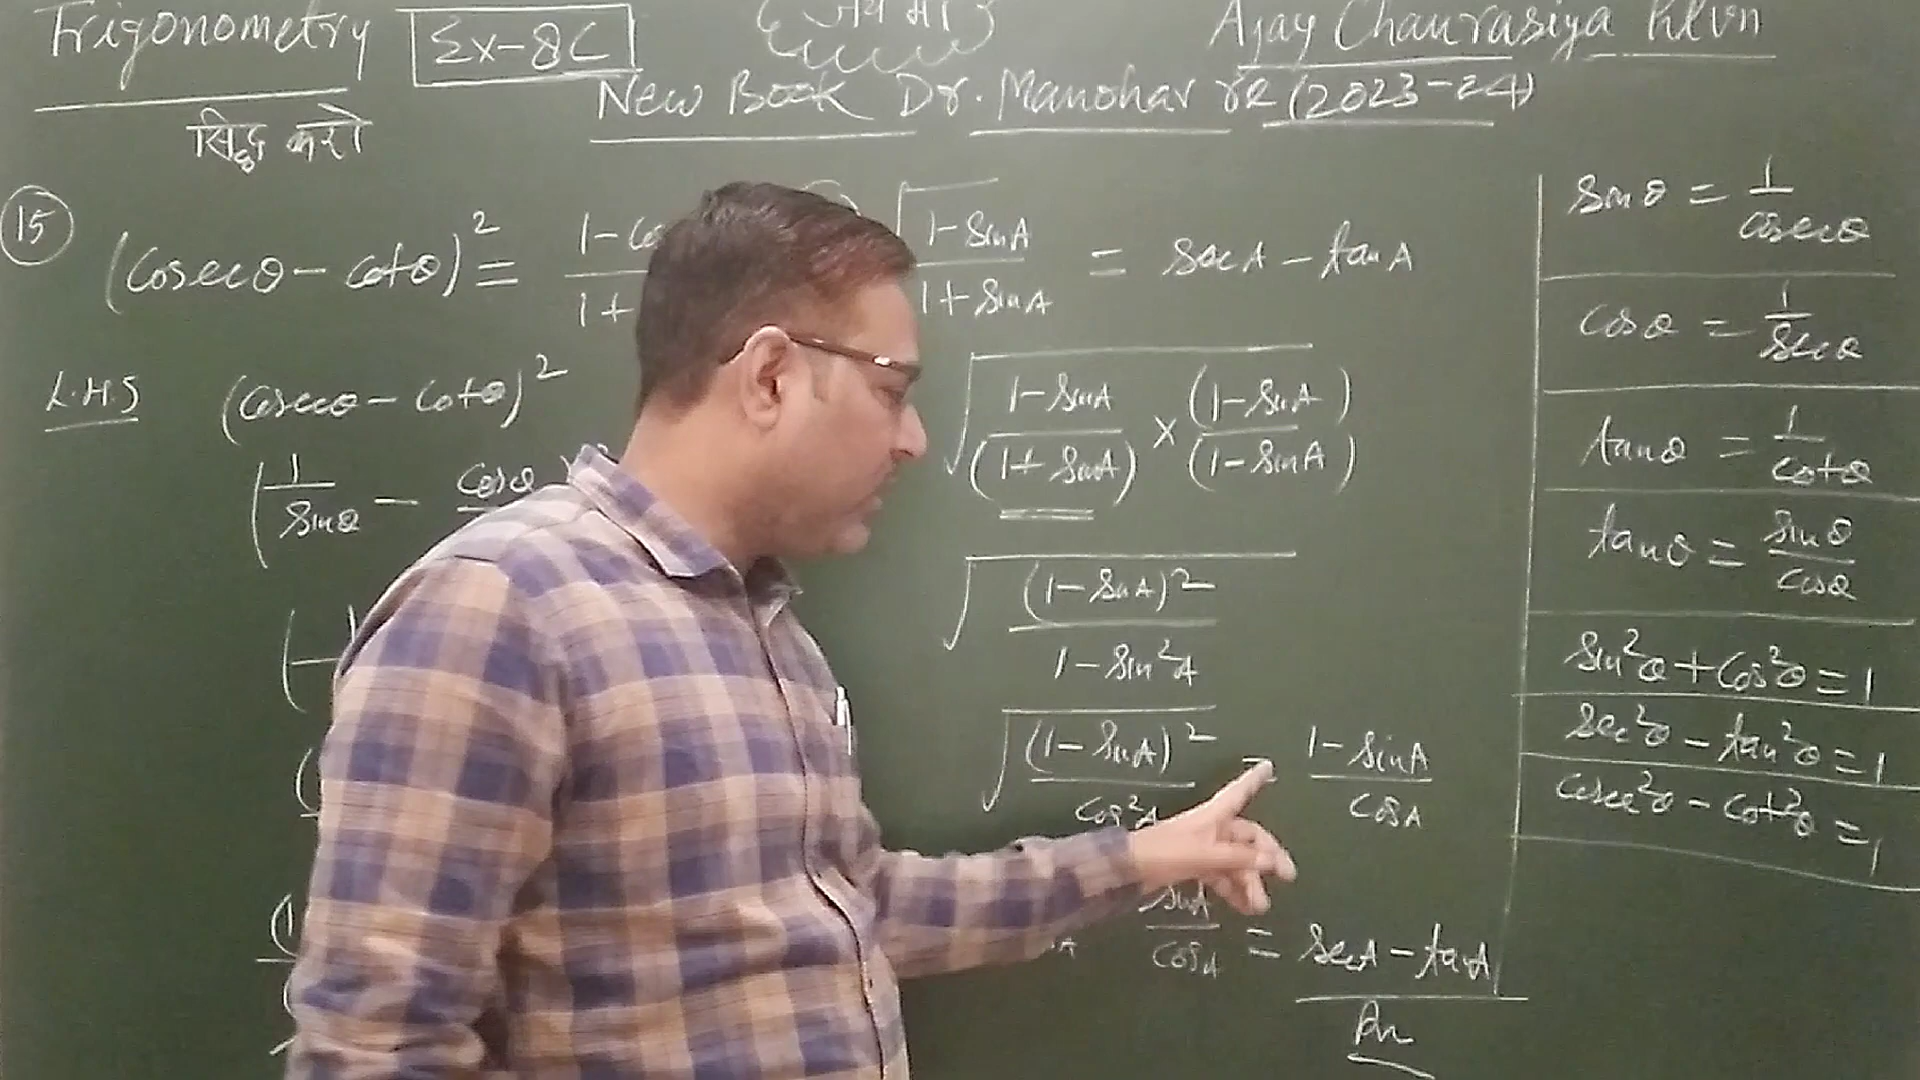 Trigonometry Ex-8C Ajay Chaurasiya
New Book Dr. Manohar re (2023-24)
सिद्ध करो
15 (Cosecθ - cotθ)² = 1-Co
1+
√(1-SinA / 1+SinA) = secA - tanA
L.H.S (cosecθ - Cotθ)²
(1/sinθ - cosθ
√(1-SinA / (1+SinA) × (1-SinA) / (1-SinA))
√((1-SinA)² / 1-Sin²A)
√((1-SinA)² / Cos²A) = 1-sinA / CosA
sinA / cosA = secA - tanA
sinθ = 1/cosecθ
cosθ = 1/secθ
tanθ = 1/cotθ
tanθ = sinθ/cosθ
Sin²θ + Cos²θ = 1
Sec²θ - tan²θ = 1
Cosec²θ - Cot²θ = 1